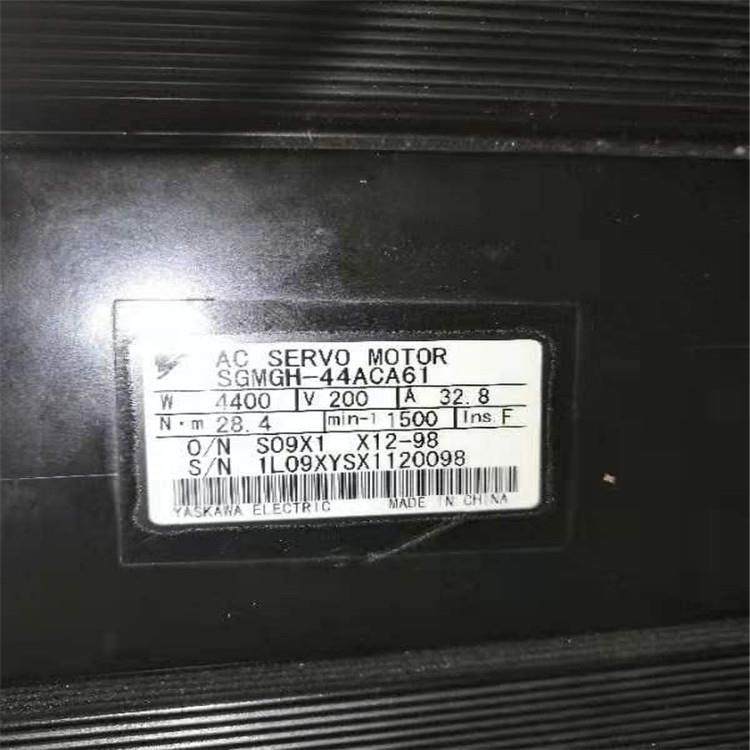 AC SERVO MOTOR
SGMGH-44ACA61
W 4400 V 200 A 32.8
N·m 28.4 min-1 1500 Ins. F
O/N S09X1 X12-98
S/N 1L09XYSX1120098
YASKAWA ELECTRIC MADE IN CHINA